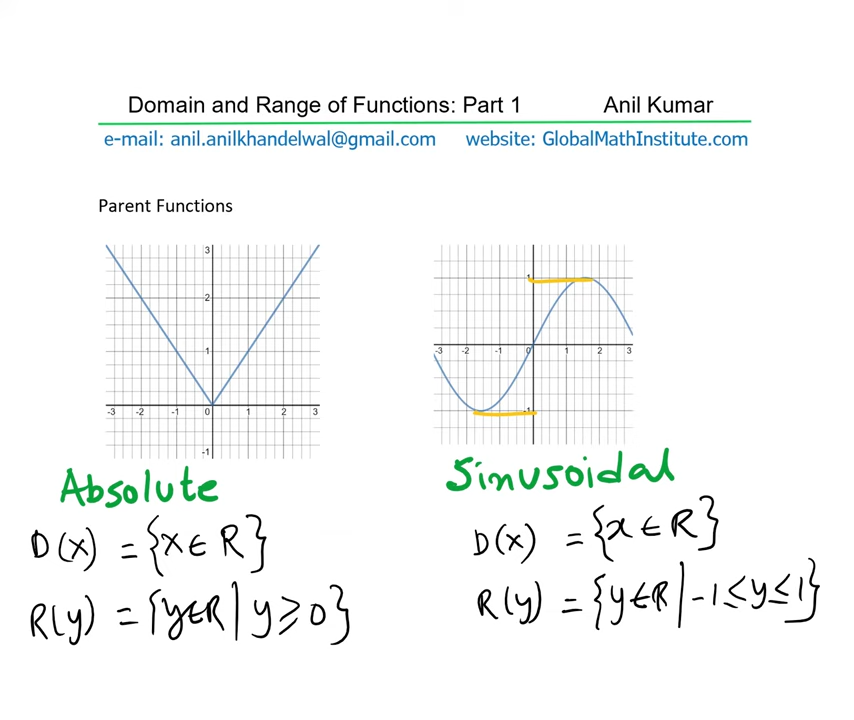 Domain and Range of Functions: Part 1 Anil Kumar
e-mail: anil.anilkhandelwal@gmail.com website: GlobalMathInstitute.com
Parent Functions
3
2
1
-3 -2 -1 0 1 2 3
-1
1
-3 -2 -1 0 1 2 3
-1
Absolute
D(x) = {x ∈ R}
R(y) = {y ∈ R | y ≥ 0}
Sinusoidal
D(x) = {x ∈ R}
R(y) = {y ∈ R | -1 ≤ y ≤ 1}